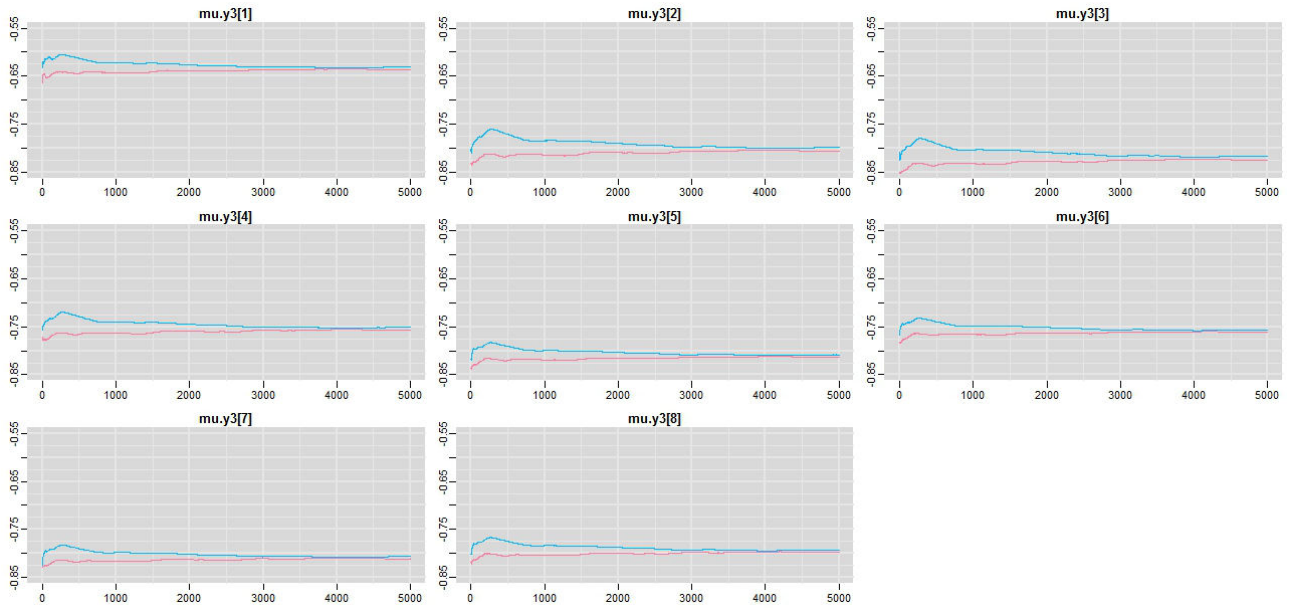 mu.y3[1] mu.y3[2] mu.y3[3]
-0.55 -0.65 -0.75 -0.85 -0.55 -0.65 -0.75 -0.85 -0.55 -0.65 -0.75 -0.85
0 1000 2000 3000 4000 5000 0 1000 2000 3000 4000 5000 0 1000 2000 3000 4000 5000
mu.y3[4] mu.y3[5] mu.y3[6]
-0.55 -0.65 -0.75 -0.85 -0.55 -0.65 -0.75 -0.85 -0.55 -0.65 -0.75 -0.85
0 1000 2000 3000 4000 5000 0 1000 2000 3000 4000 5000 0 1000 2000 3000 4000 5000
mu.y3[7] mu.y3[8]
-0.55 -0.65 -0.75 -0.85 -0.55 -0.65 -0.75 -0.85
0 1000 2000 3000 4000 5000 0 1000 2000 3000 4000 5000